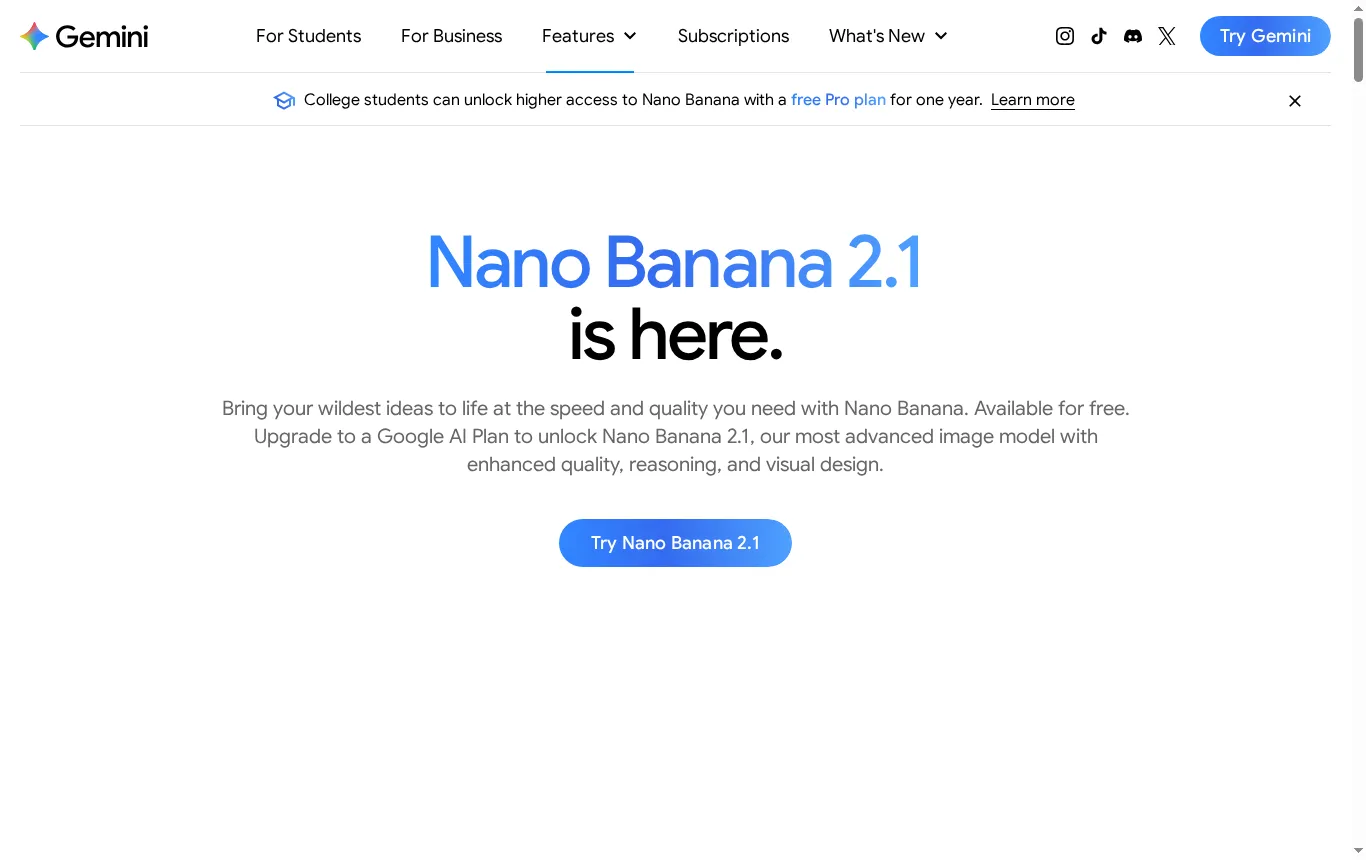 Gemini
For Students
For Business
Features
Subscriptions
What's New
Try Gemini
College students can unlock higher access to Nano Banana with a free Pro plan for one year. Learn more
Nano Banana 2.1
is here.
Bring your wildest ideas to life at the speed and quality you need with Nano Banana. Available for free.
Upgrade to a Google AI Plan to unlock Nano Banana 2.1, our most advanced image model with
enhanced quality, reasoning, and visual design.
Try Nano Banana 2.1